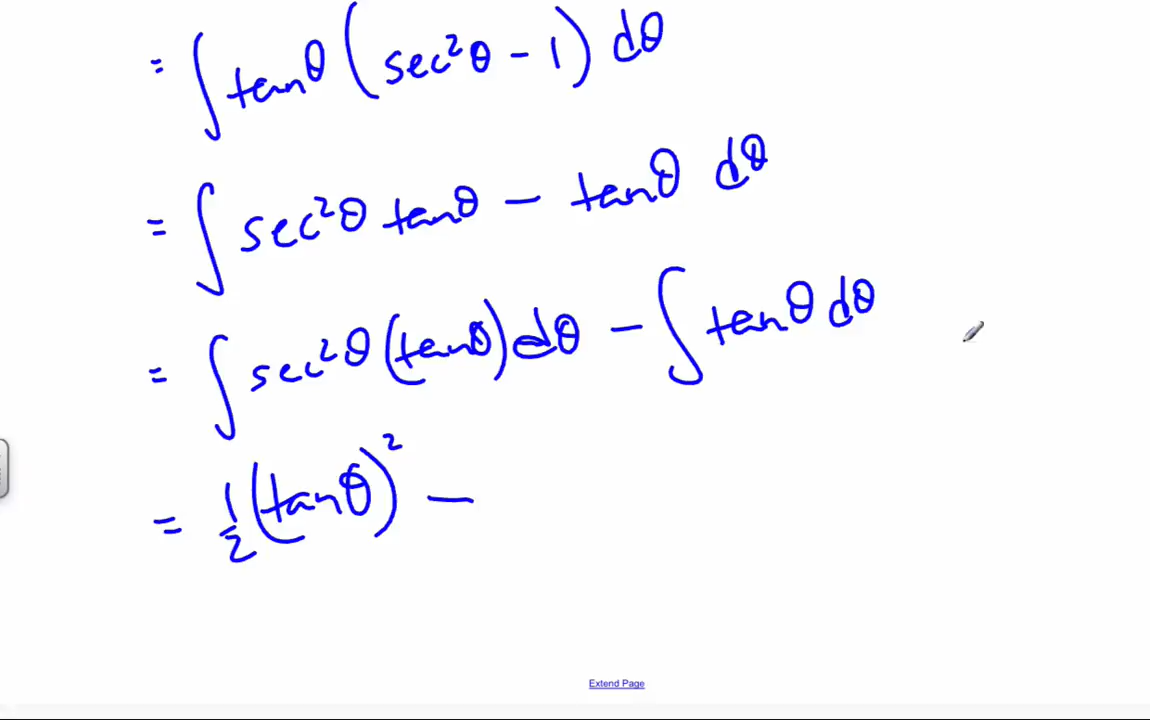 = ∫ tanθ (sec²θ - 1) dθ
= ∫ sec²θ tanθ - tanθ dθ
= ∫ sec²θ (tanθ) dθ - ∫ tanθ dθ
= 1/2 (tanθ)² -
Extend Page